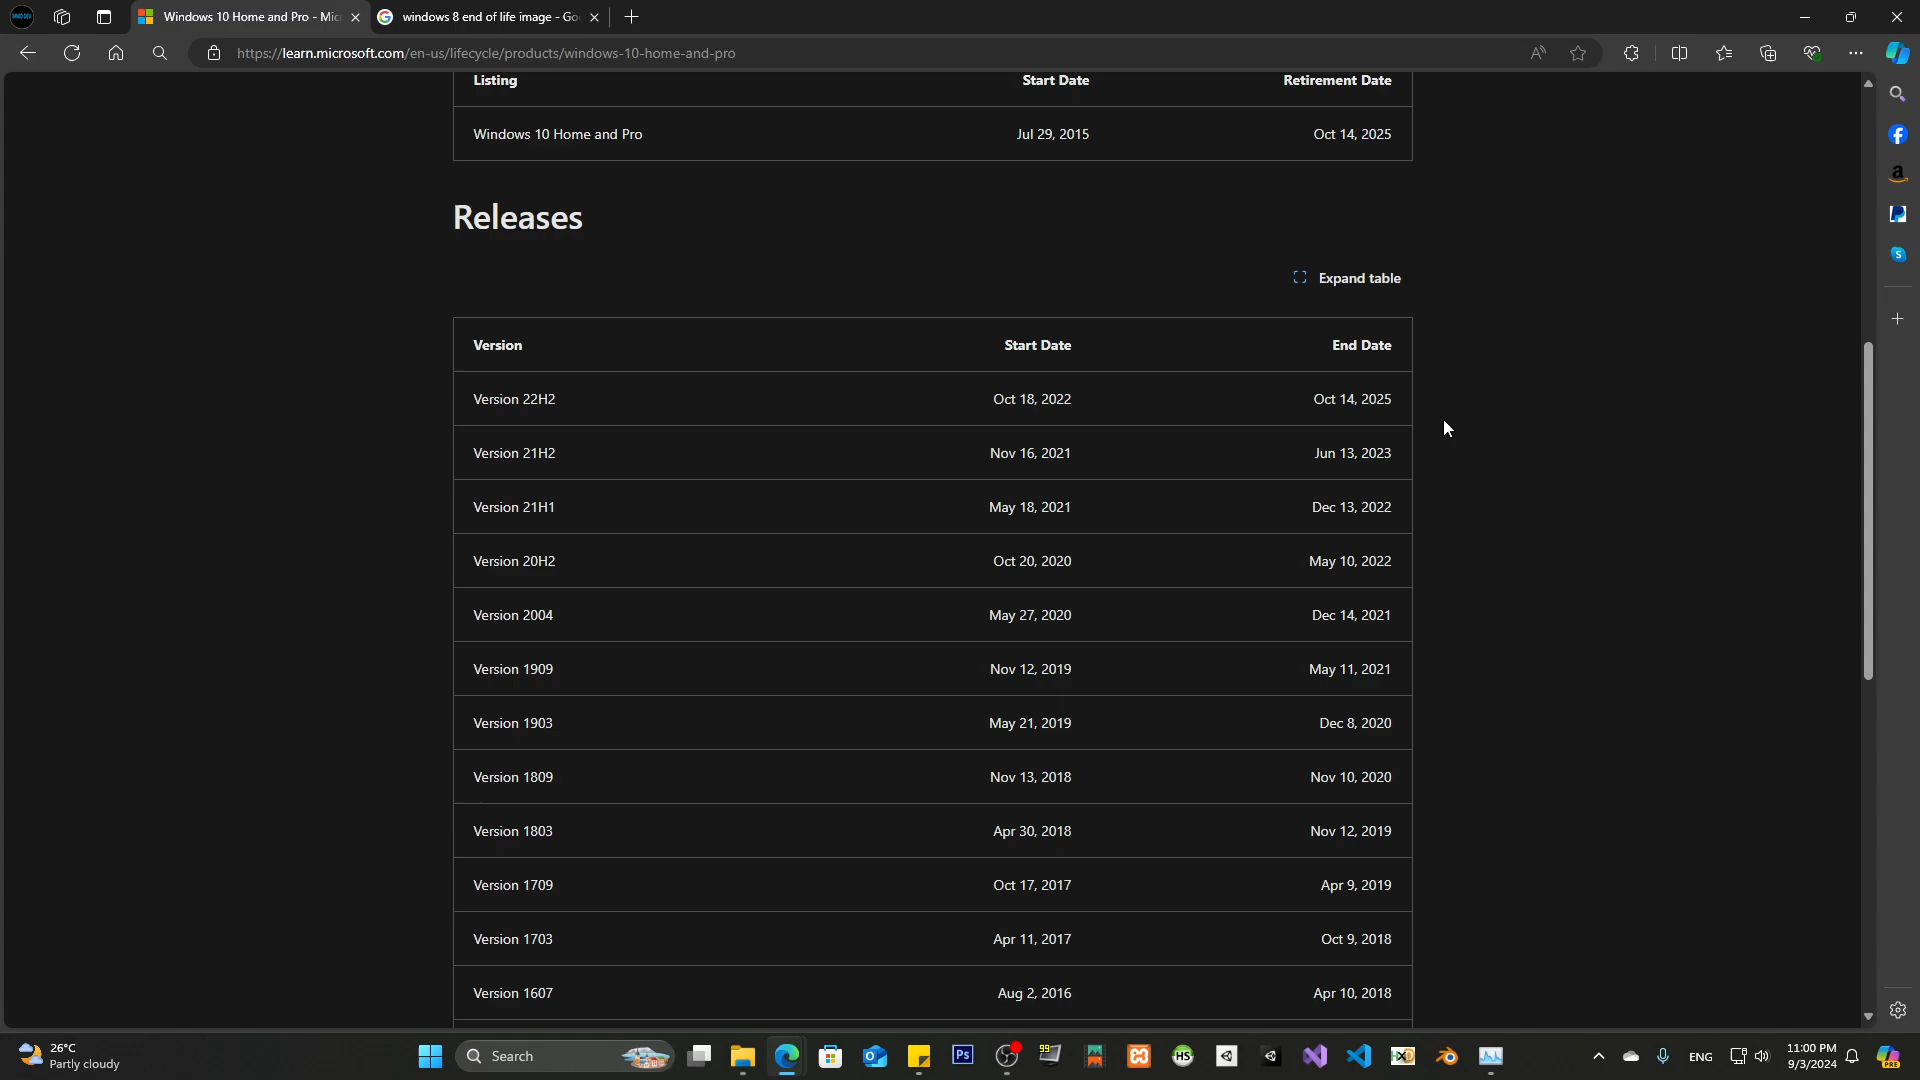 Windows 10 Home and Pro - Mic
windows 8 end of life image - Goo
https://learn.microsoft.com/en-us/lifecycle/products/windows-10-home-and-pro
Listing Start Date Retirement Date
Windows 10 Home and Pro Jul 29, 2015 Oct 14, 2025
Releases
Expand table
Version Start Date End Date
Version 22H2 Oct 18, 2022 Oct 14, 2025
Version 21H2 Nov 16, 2021 Jun 13, 2023
Version 21H1 May 18, 2021 Dec 13, 2022
Version 20H2 Oct 20, 2020 May 10, 2022
Version 2004 May 27, 2020 Dec 14, 2021
Version 1909 Nov 12, 2019 May 11, 2021
Version 1903 May 21, 2019 Dec 8, 2020
Version 1809 Nov 13, 2018 Nov 10, 2020
Version 1803 Apr 30, 2018 Nov 12, 2019
Version 1709 Oct 17, 2017 Apr 9, 2019
Version 1703 Apr 11, 2017 Oct 9, 2018
Version 1607 Aug 2, 2016 Apr 10, 2018
26°C
Partly cloudy
Search
Ps
99
HS
ENG
11:00 PM
9/3/2024
PRE